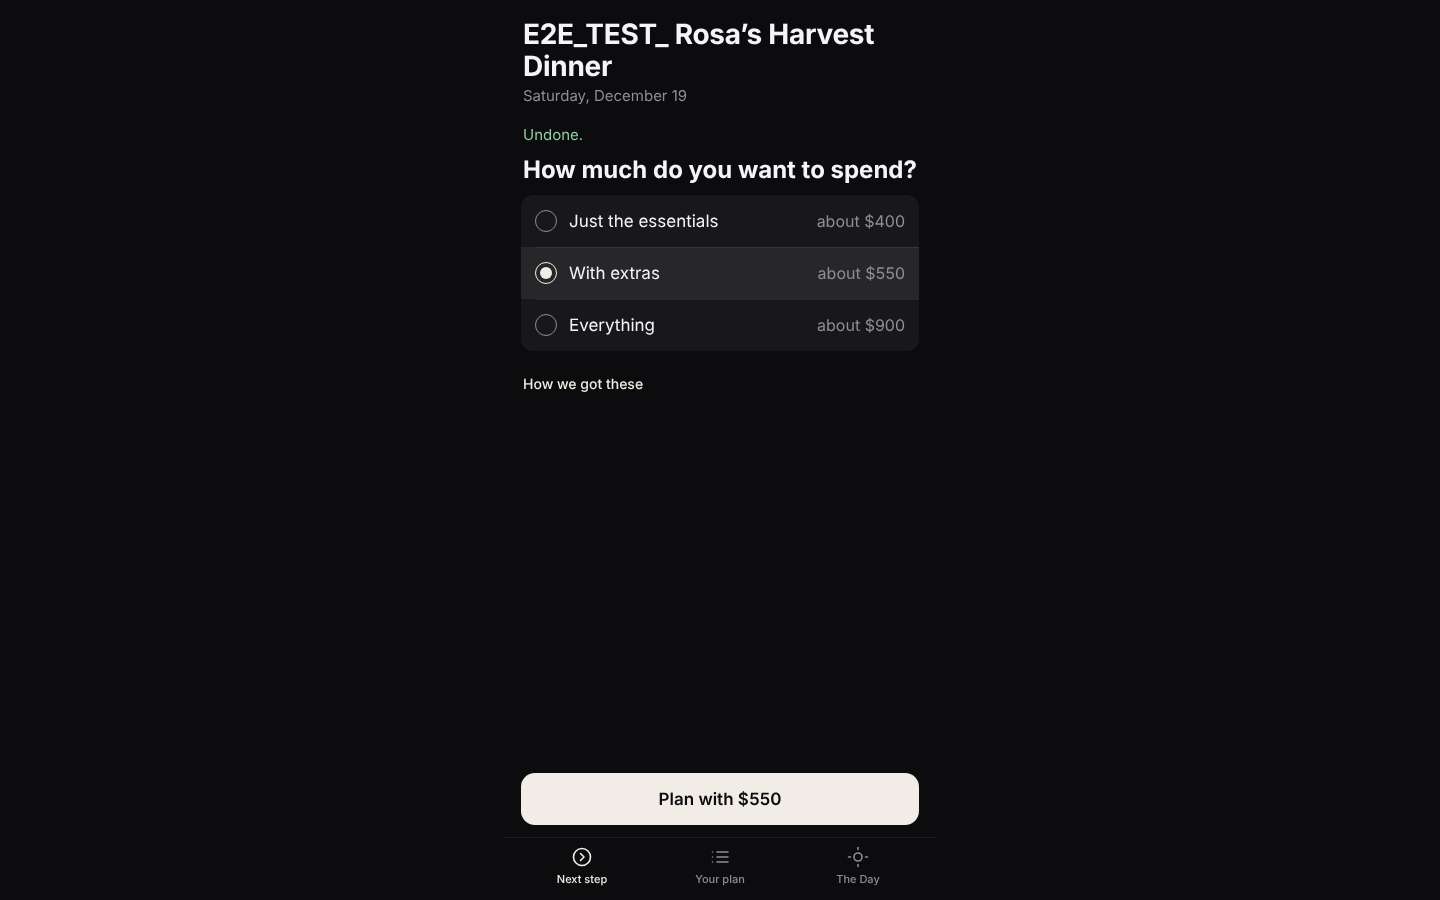 E2E_TEST_ Rosa’s Harvest
Dinner
Saturday, December 19
Undone.
How much do you want to spend?
Just the essentials about $400
With extras about $550
Everything about $900
How we got these
Plan with $550
Next step Your plan The Day